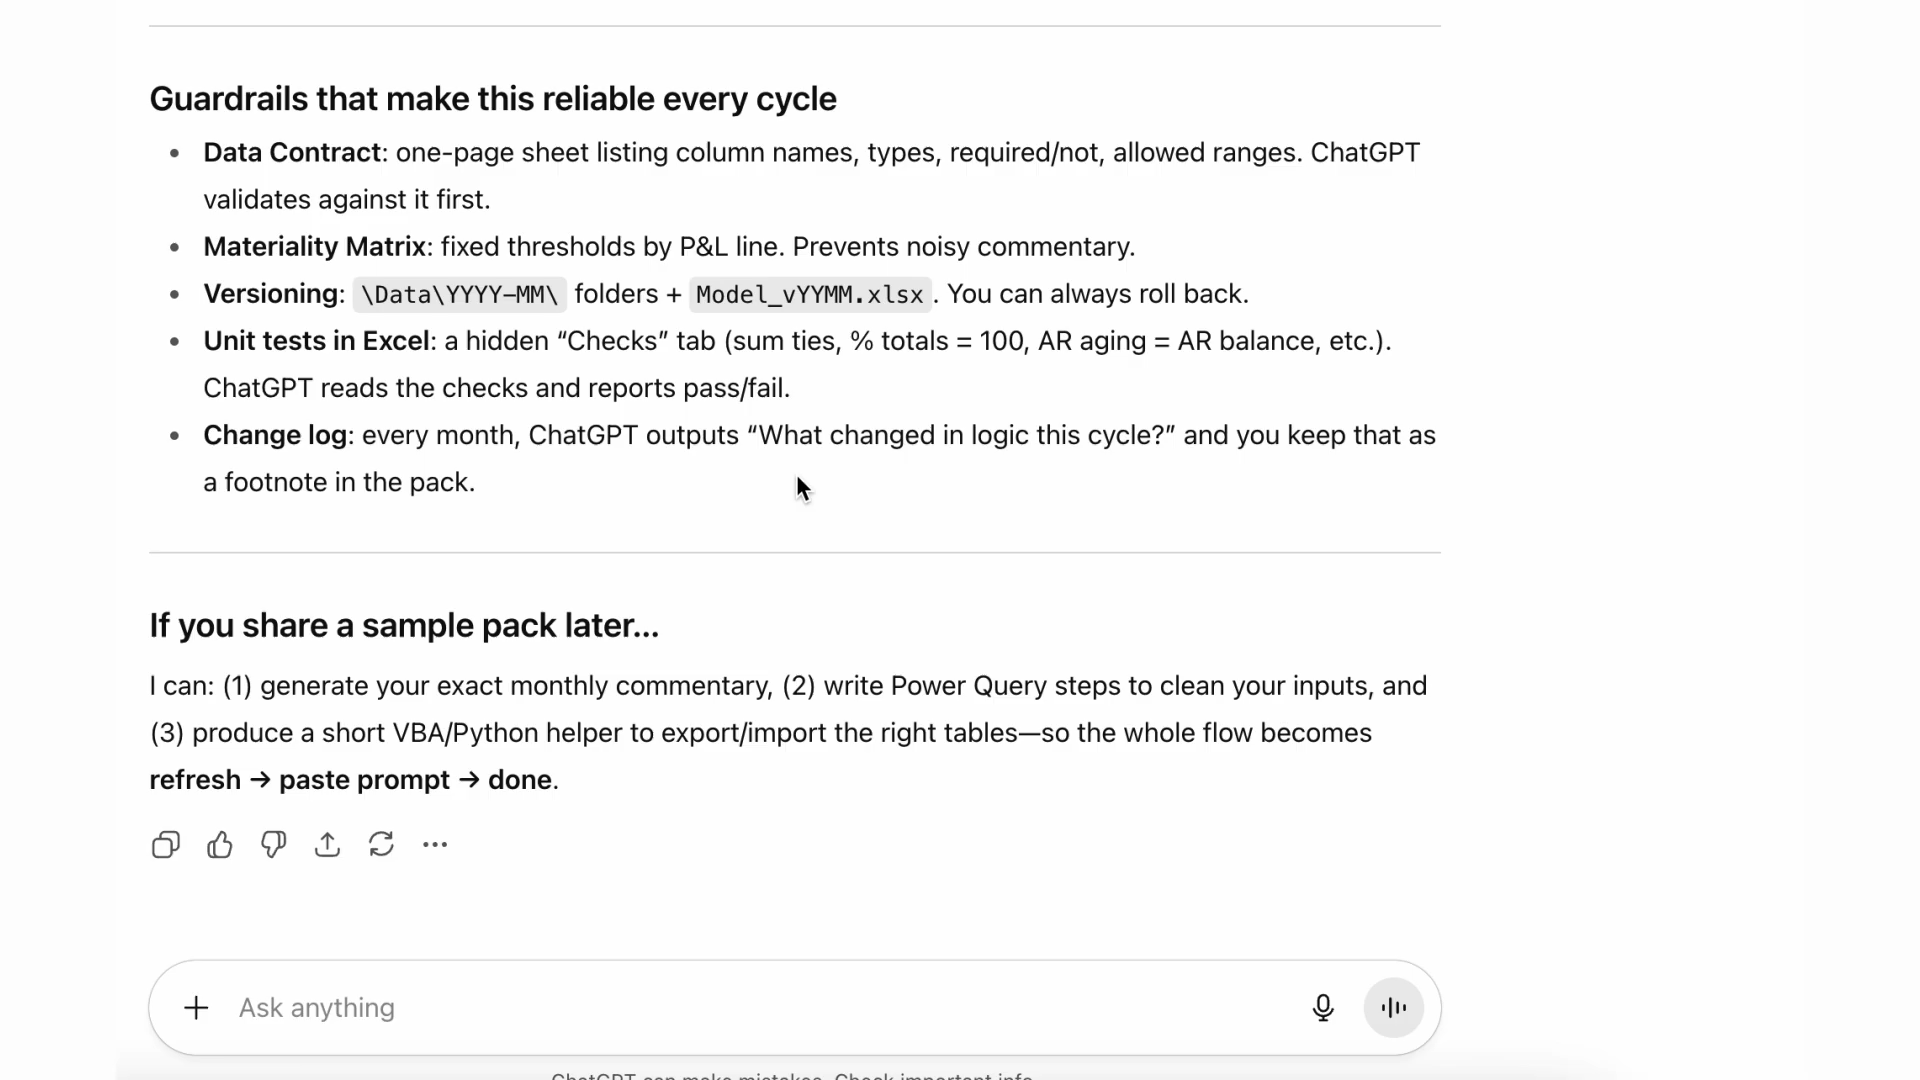 Guardrails that make this reliable every cycle
• Data Contract: one-page sheet listing column names, types, required/not, allowed ranges. ChatGPT
validates against it first.
• Materiality Matrix: fixed thresholds by P&L line. Prevents noisy commentary.
• Versioning: \Data\YYYY-MM\ folders + Model_vYYMM.xlsx. You can always roll back.
• Unit tests in Excel: a hidden “Checks” tab (sum ties, % totals = 100, AR aging = AR balance, etc.).
ChatGPT reads the checks and reports pass/fail.
• Change log: every month, ChatGPT outputs “What changed in logic this cycle?” and you keep that as
a footnote in the pack.
If you share a sample pack later...
I can: (1) generate your exact monthly commentary, (2) write Power Query steps to clean your inputs, and
(3) produce a short VBA/Python helper to export/import the right tables—so the whole flow becomes
refresh → paste prompt → done.
Ask anything
ChatGPT can make mistakes. Check important info.